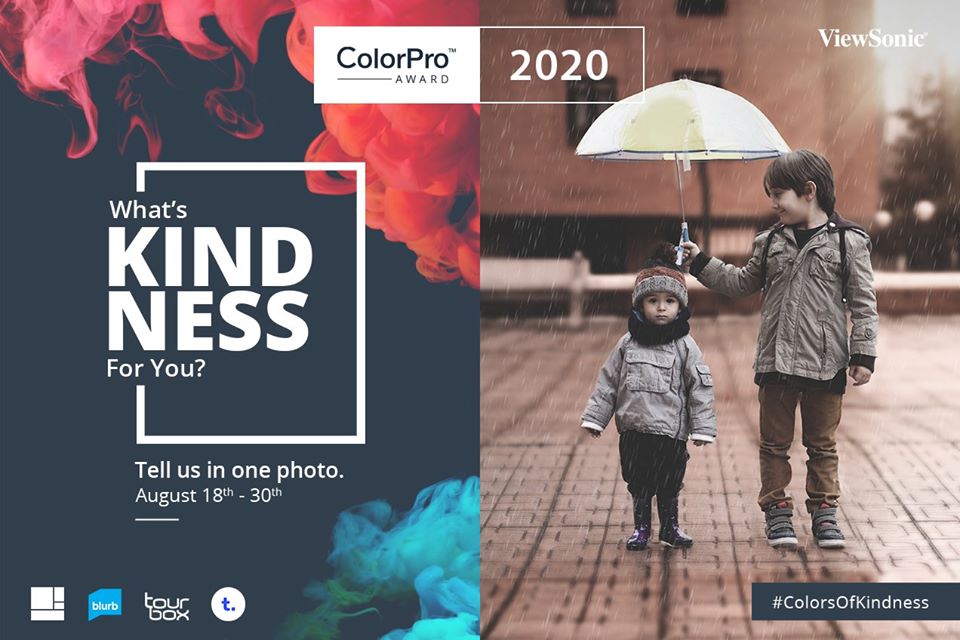 ColorPro™
AWARD
2020
ViewSonic®
What's
KIND
NESS
For You?
Tell us in one photo.
August 18th - 30th
blurb
tour
box
t.
#ColorsOfKindness